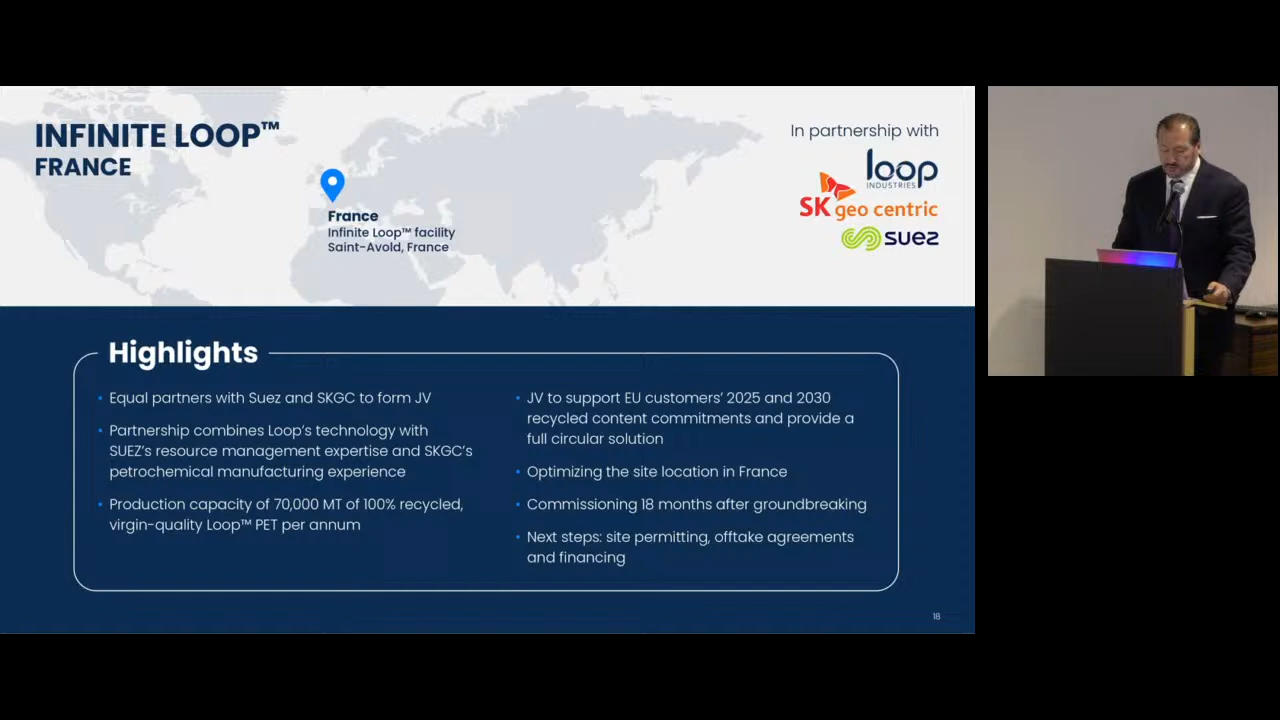 INFINITE LOOP™
FRANCE
France
Infinite Loop™ facility
Saint-Avold, France
In partnership with
loop
INDUSTRIES
SK geo centric
suez
Highlights
• Equal partners with Suez and SKGC to form JV
• Partnership combines Loop's technology with
SUEZ's resource management expertise and SKGC's
petrochemical manufacturing experience
• Production capacity of 70,000 MT of 100% recycled,
virgin-quality Loop™ PET per annum
• JV to support EU customers' 2025 and 2030
recycled content commitments and provide a
full circular solution
• Optimizing the site location in France
• Commissioning 18 months after groundbreaking
• Next steps: site permitting, offtake agreements
and financing
18